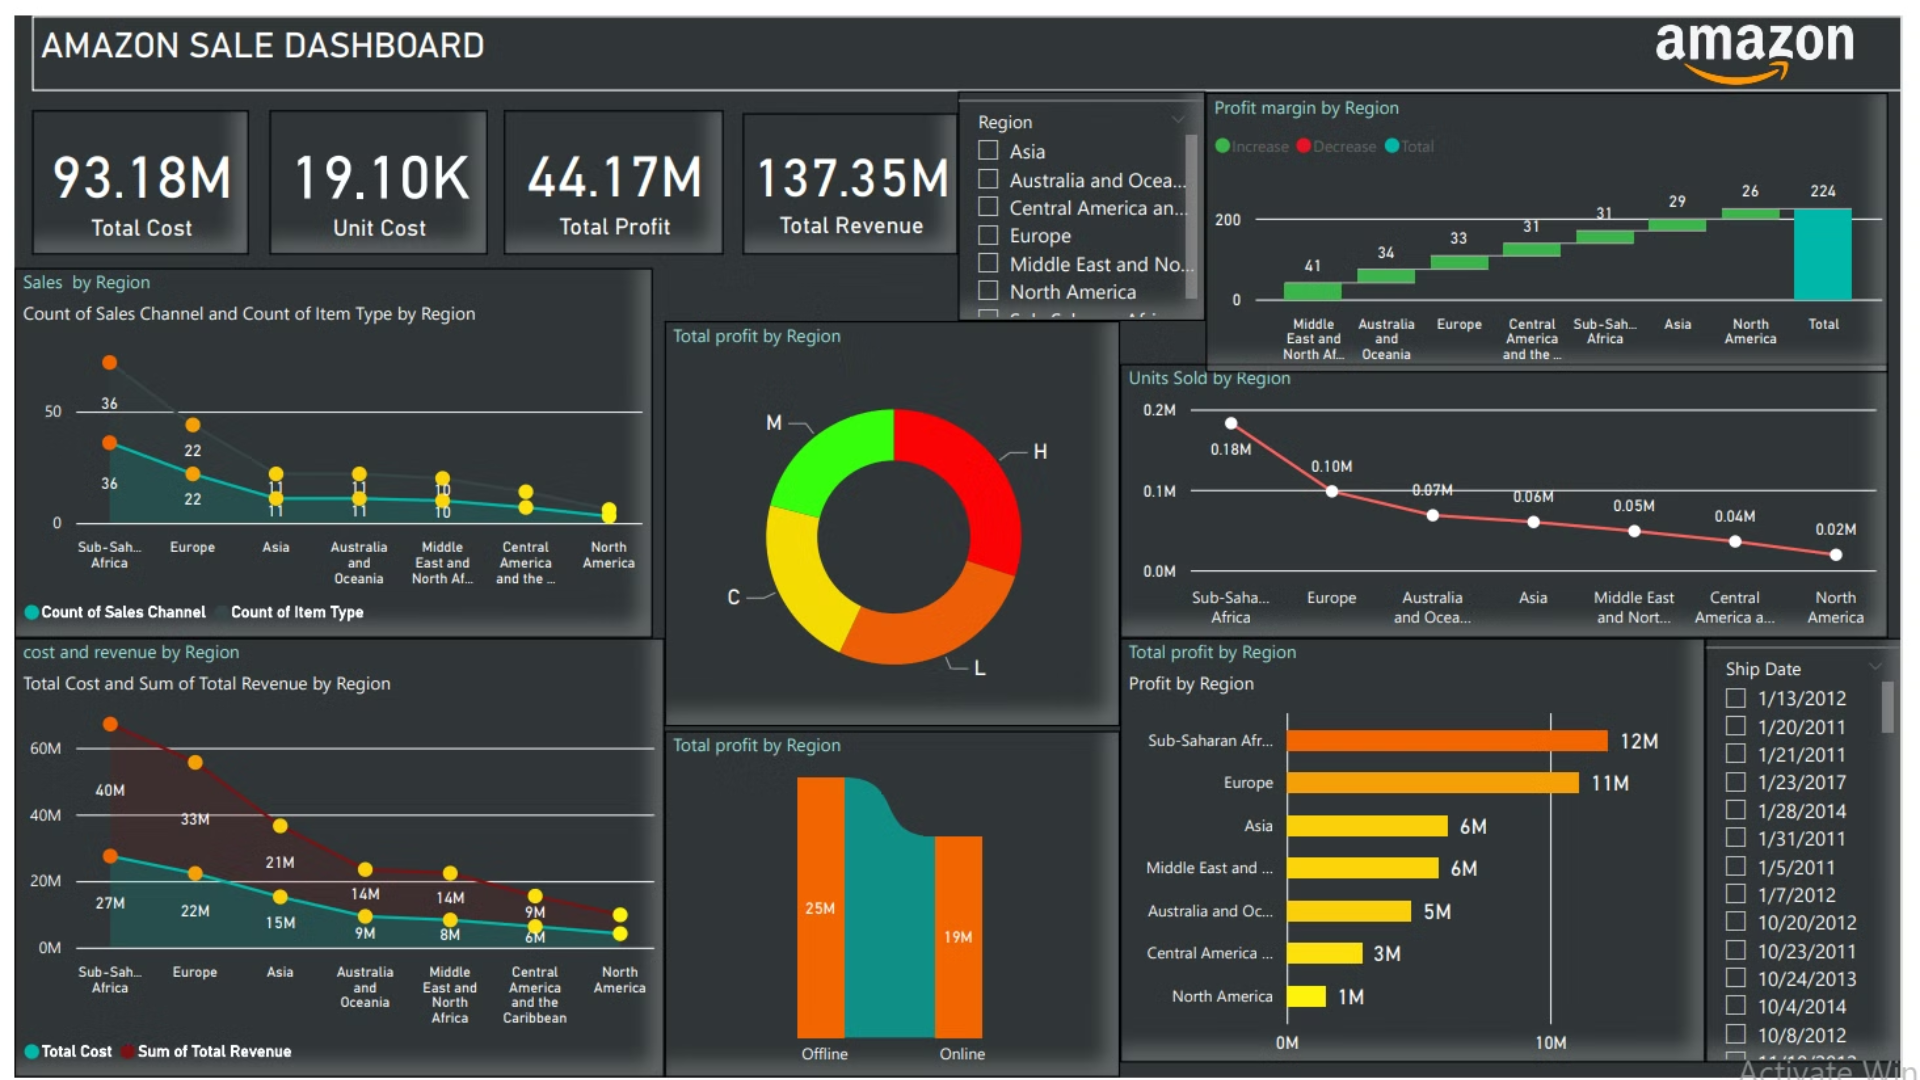 AMAZON SALE DASHBOARD
amazon
93.18M
Total Cost
19.10K
Unit Cost
44.17M
Total Profit
137.35M
Total Revenue
Region
Asia
Australia and Ocea...
Central America an...
Europe
Middle East and No...
North America
Profit margin by Region
Increase Decrease Total
200
0
41
34
33
31
31
29
26
224
Middle East and North Af...
Australia and Oceania
Europe
Central America and the ...
Sub-Sah... Africa
Asia
North America
Total
Sales by Region
Count of Sales Channel and Count of Item Type by Region
50
0
36
36
22
22
11
11
11
11
10
10
Sub-Sah... Africa
Europe
Asia
Australia and Oceania
Middle East and North Af...
Central America and the ...
North America
Count of Sales Channel Count of Item Type
Total profit by Region
M
H
C
L
Units Sold by Region
0.2M
0.1M
0.0M
0.18M
0.10M
0.07M
0.06M
0.05M
0.04M
0.02M
Sub-Saha... Africa
Europe
Australia and Ocea...
Asia
Middle East and Nort...
Central America a...
North America
cost and revenue by Region
Total Cost and Sum of Total Revenue by Region
60M
40M
20M
0M
40M
33M
21M
14M
14M
9M
27M
22M
15M
9M
8M
6M
Sub-Sah... Africa
Europe
Asia
Australia and Oceania
Middle East and North Africa
Central America and the Caribbean
North America
Total Cost Sum of Total Revenue
Total profit by Region
25M
19M
Offline
Online
Total profit by Region
Profit by Region
Sub-Saharan Afr... 12M
Europe 11M
Asia 6M
Middle East and ... 6M
Australia and Oc... 5M
Central America ... 3M
North America 1M
0M
10M
Ship Date
1/13/2012
1/20/2011
1/21/2011
1/23/2017
1/28/2014
1/31/2011
1/5/2011
1/7/2012
10/20/2012
10/23/2011
10/24/2013
10/4/2014
10/8/2012
Activate Win